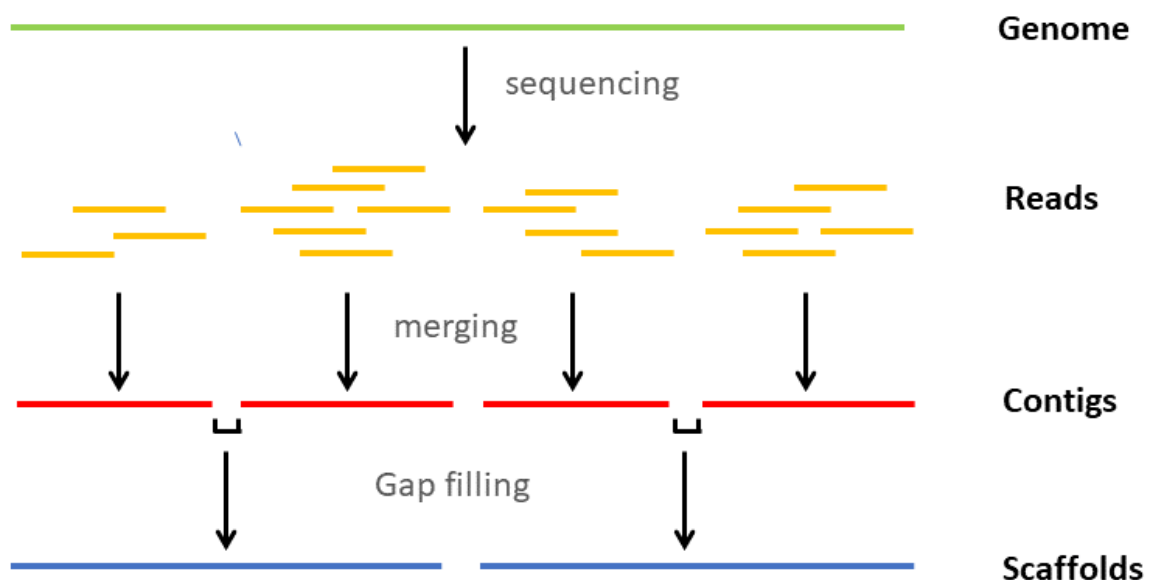 Genome
sequencing
Reads
merging
Contigs
Gap filling
Scaffolds